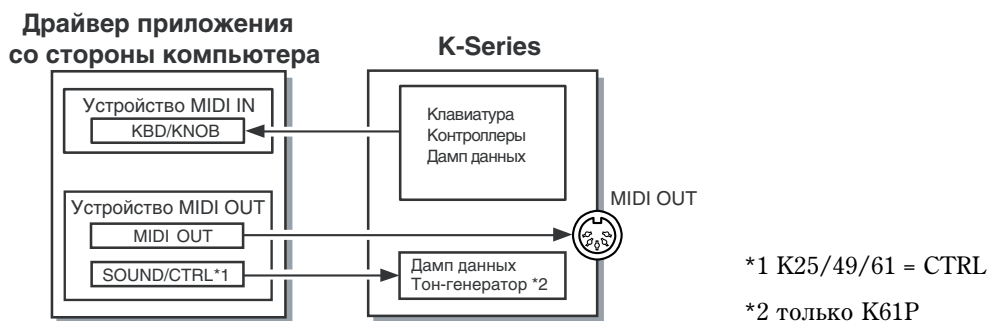 Драйвер приложения
со стороны компьютера
K-Series
Устройство MIDI IN
KBD/KNOB
Клавиатура
Контроллеры
Дамп данных
MIDI OUT
Устройство MIDI OUT
MIDI OUT
SOUND/CTRL*1
Дамп данных
Тон-генератор *2
*1 K25/49/61 = CTRL
*2 только K61P